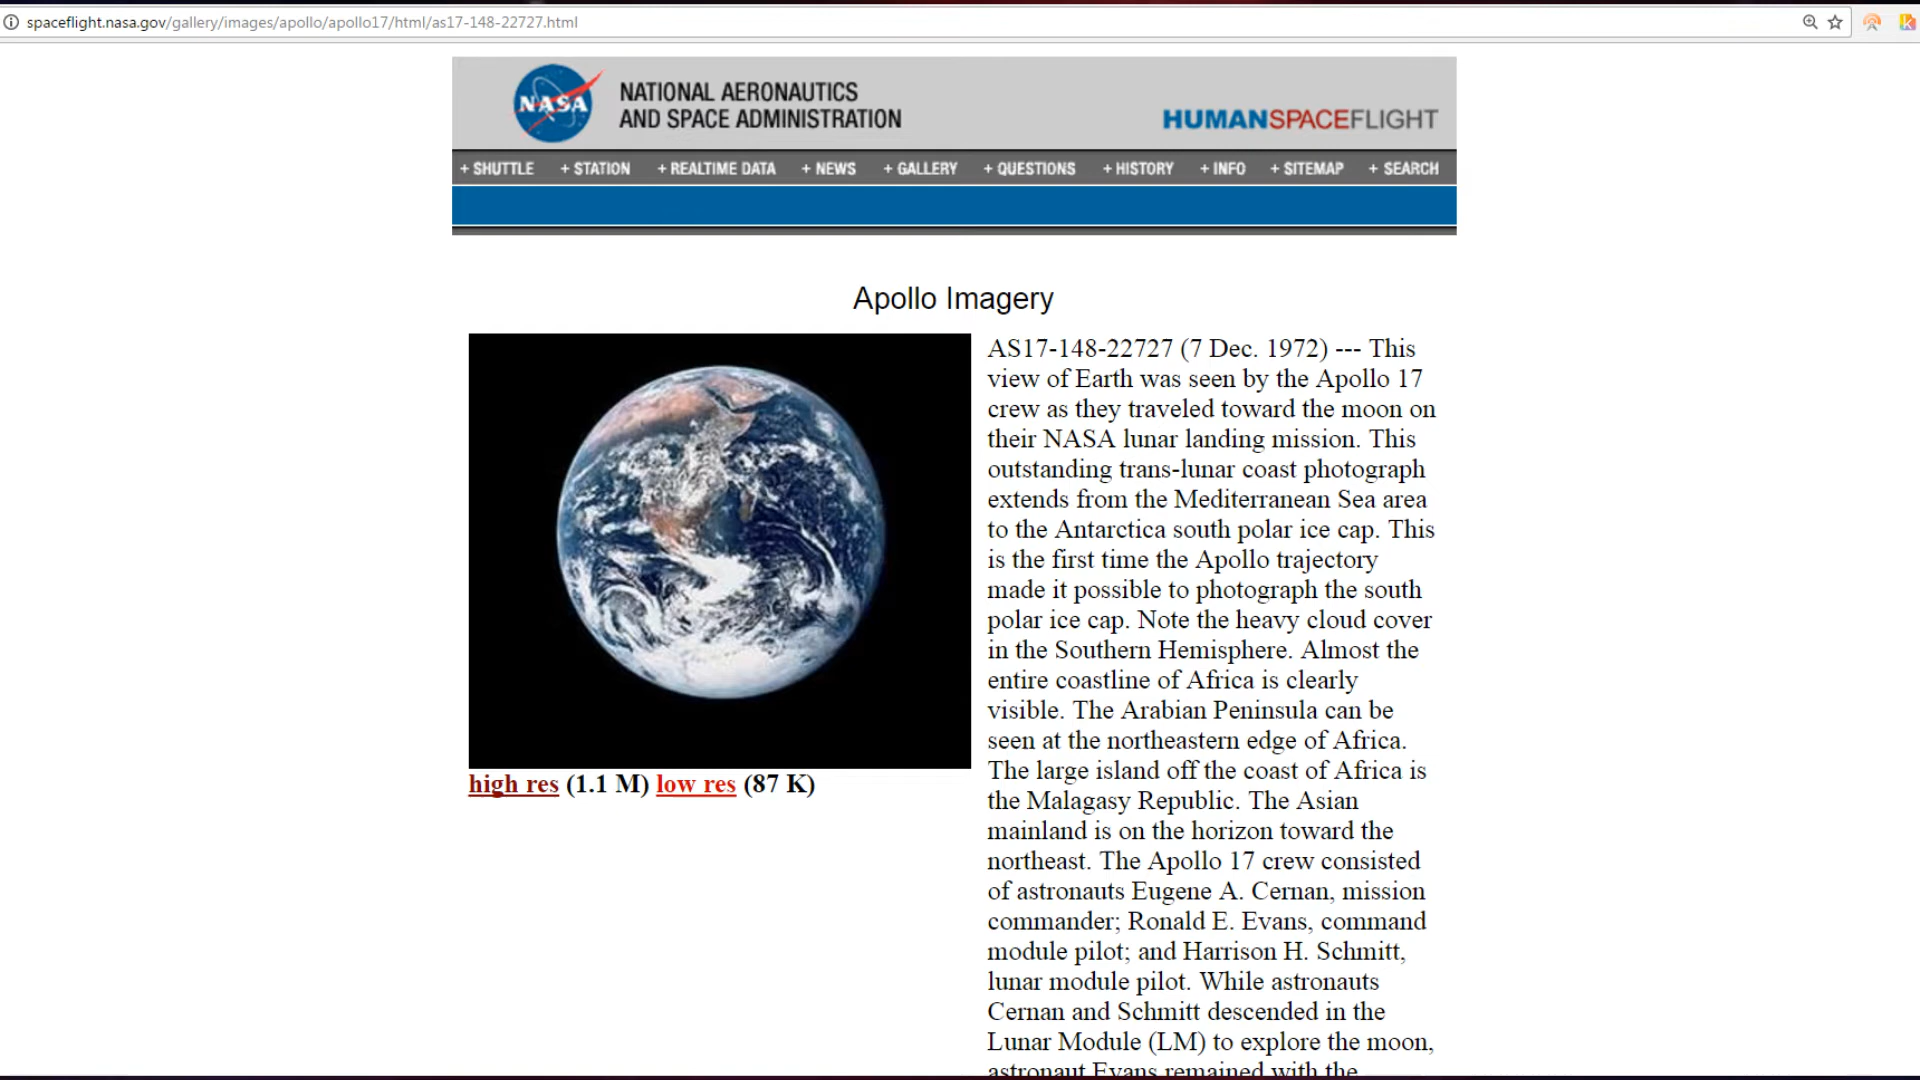 spaceflight.nasa.gov/gallery/images/apollo/apollo17/html/as17-148-22727.html
NASA
NATIONAL AERONAUTICS
AND SPACE ADMINISTRATION
HUMANSPACEFLIGHT
+ SHUTTLE + STATION + REALTIME DATA + NEWS + GALLERY + QUESTIONS + HISTORY + INFO + SITEMAP + SEARCH
Apollo Imagery
AS17-148-22727 (7 Dec. 1972) --- This
view of Earth was seen by the Apollo 17
crew as they traveled toward the moon on
their NASA lunar landing mission. This
outstanding trans-lunar coast photograph
extends from the Mediterranean Sea area
to the Antarctica south polar ice cap. This
is the first time the Apollo trajectory
made it possible to photograph the south
polar ice cap. Note the heavy cloud cover
in the Southern Hemisphere. Almost the
entire coastline of Africa is clearly
visible. The Arabian Peninsula can be
seen at the northeastern edge of Africa.
The large island off the coast of Africa is
the Malagasy Republic. The Asian
mainland is on the horizon toward the
northeast. The Apollo 17 crew consisted
of astronauts Eugene A. Cernan, mission
commander; Ronald E. Evans, command
module pilot; and Harrison H. Schmitt,
lunar module pilot. While astronauts
Cernan and Schmitt descended in the
Lunar Module (LM) to explore the moon,
astronaut Evans remained with the
high res (1.1 M) low res (87 K)